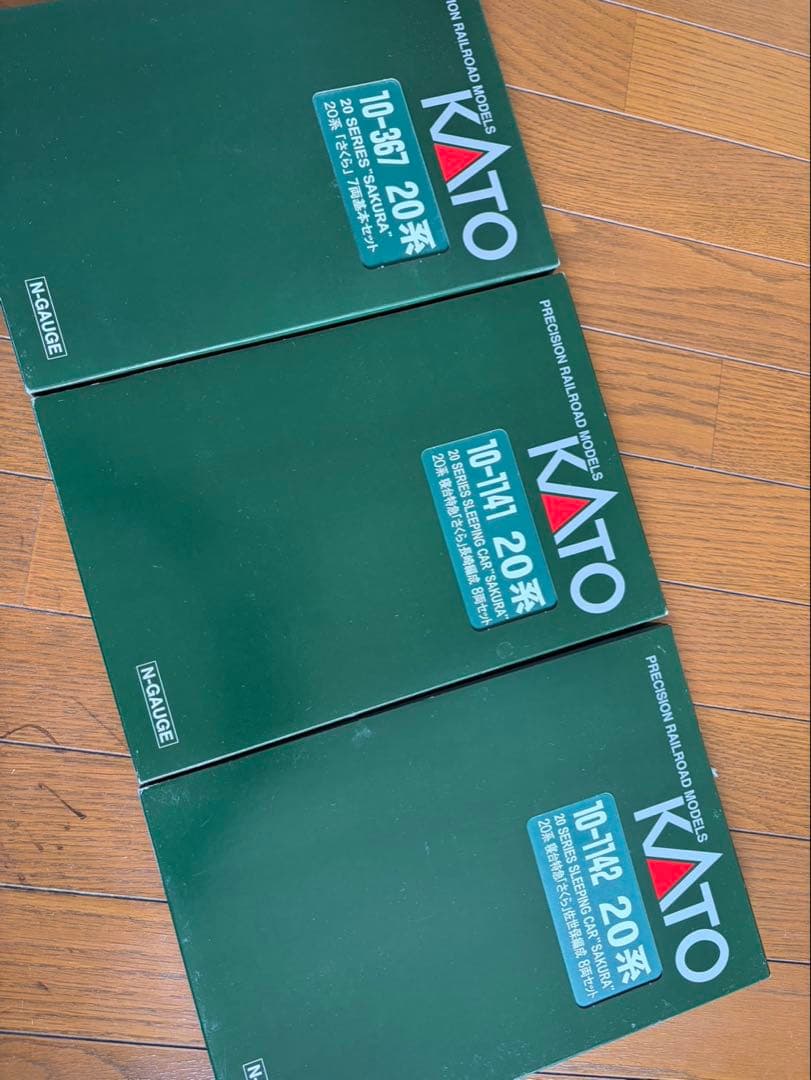 ION RAILROAD MODELS
KATO
10-367 20系
20 SERIES "SAKURA"
20系 「さくら」 7両基本セット
N-GAUGE
PRECISION RAILROAD MODELS
KATO
10-1141 20系
20 SERIES SLEEPING CAR "SAKURA"
20系 寝台特急「さくら」長崎編成 8両セット
N-GAUGE
PRECISION RAILROAD MODELS
KATO
10-1142 20系
20 SERIES SLEEPING CAR "SAKURA"
20系 寝台特急「さくら」佐世保編成 8両セット
N-